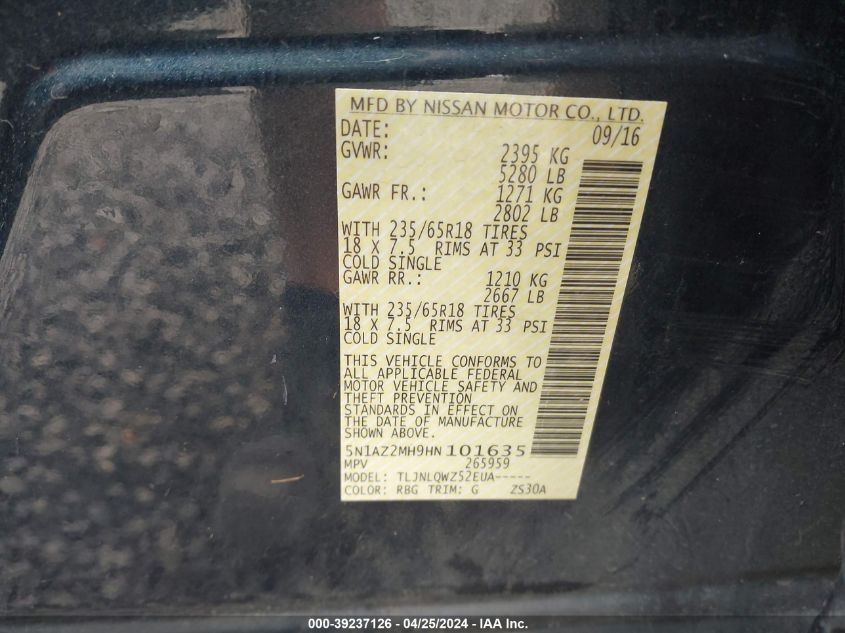 MFD BY NISSAN MOTOR CO., LTD.
DATE: 09/16
GVWR: 2395 KG
5280 LB
GAWR FR.: 1271 KG
2802 LB
WITH 235/65R18 TIRES
18 X 7.5 RIMS AT 33 PSI
COLD SINGLE
GAWR RR.: 1210 KG
2667 LB
WITH 235/65R18 TIRES
18 X 7.5 RIMS AT 33 PSI
COLD SINGLE
THIS VEHICLE CONFORMS TO
ALL APPLICABLE FEDERAL
MOTOR VEHICLE SAFETY AND
THEFT PREVENTION
STANDARDS IN EFFECT ON
THE DATE OF MANUFACTURE
SHOWN ABOVE.
5N1AZ2MH9HN101635
MPV 265959
MODEL: TLJNLQWZ52EUA-----
COLOR: RBG TRIM: G ZS30A
000-39237126 - 04/25/2024 - IAA Inc.